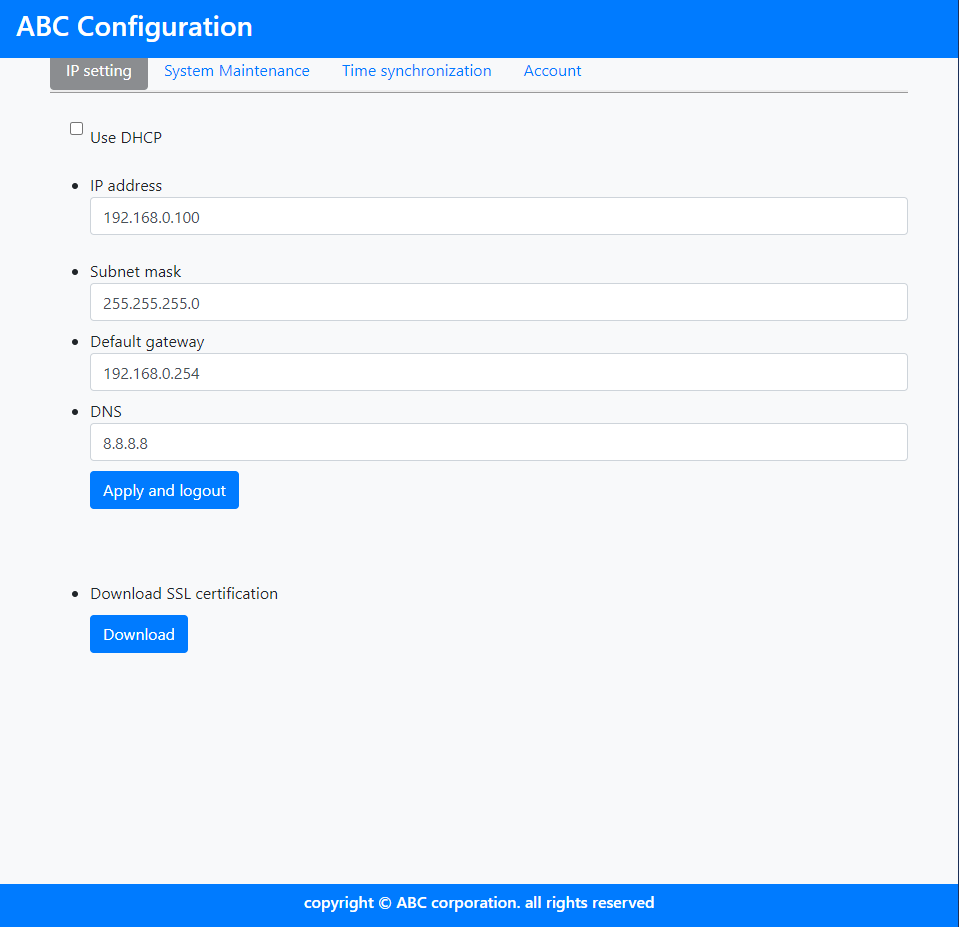 ABC Configuration
IP setting System Maintenance Time synchronization Account
Use DHCP
IP address
192.168.0.100
Subnet mask
255.255.255.0
Default gateway
192.168.0.254
DNS
8.8.8.8
Apply and logout
Download SSL certification
Download
copyright © ABC corporation. all rights reserved